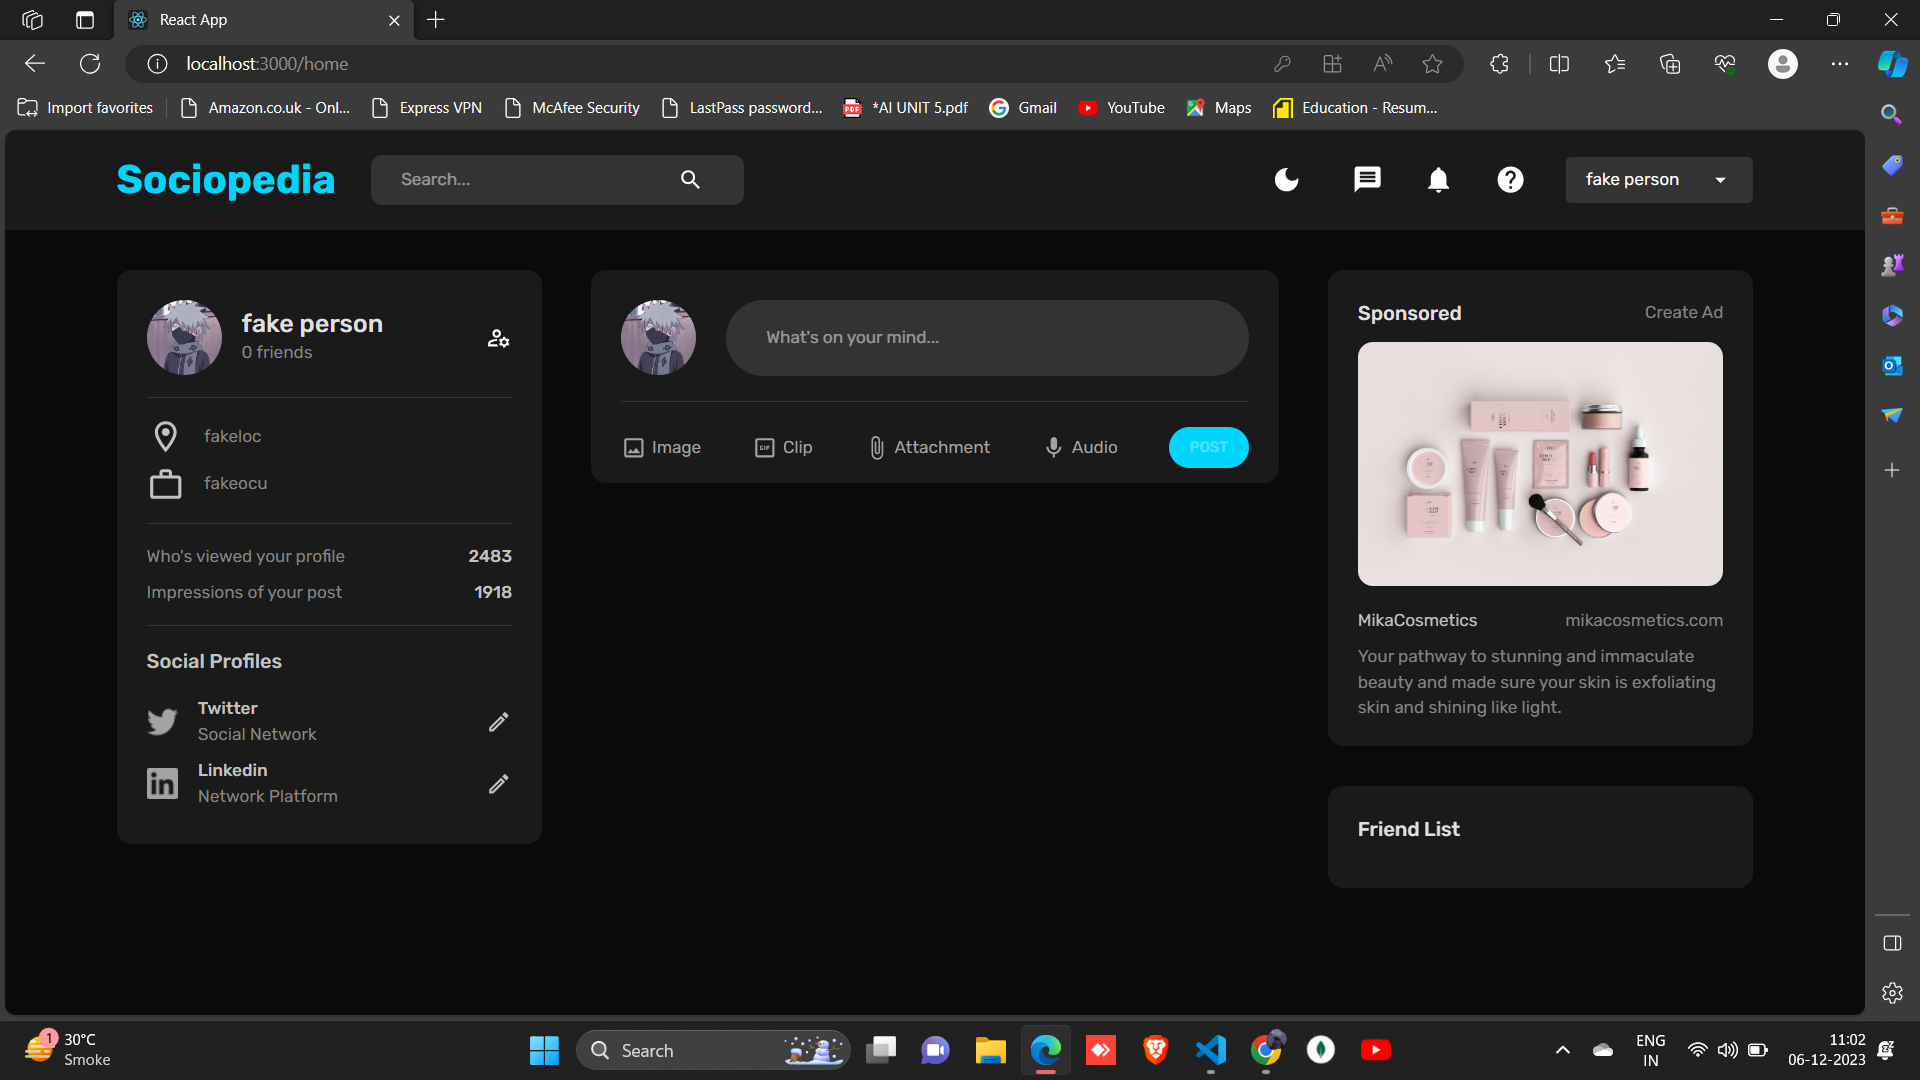 React App
localhost:3000/home
Import favorites
Amazon.co.uk - Onl...
Express VPN
McAfee Security
LastPass password...
*AI UNIT 5.pdf
Gmail
YouTube
Maps
Education - Resum...
Sociopedia
Search...
fake person
fake person
0 friends
fakeloc
fakeocu
Who's viewed your profile 2483
Impressions of your post 1918
Social Profiles
Twitter
Social Network
Linkedin
Network Platform
What's on your mind...
Image
GIF
Clip
Attachment
Audio
POST
Sponsored
Create Ad
MikaCosmetics
mikacosmetics.com
Your pathway to stunning and immaculate
beauty and made sure your skin is exfoliating
skin and shining like light.
Friend List
1
30°C
Smoke
Search
ENG
IN
11:02
06-12-2023